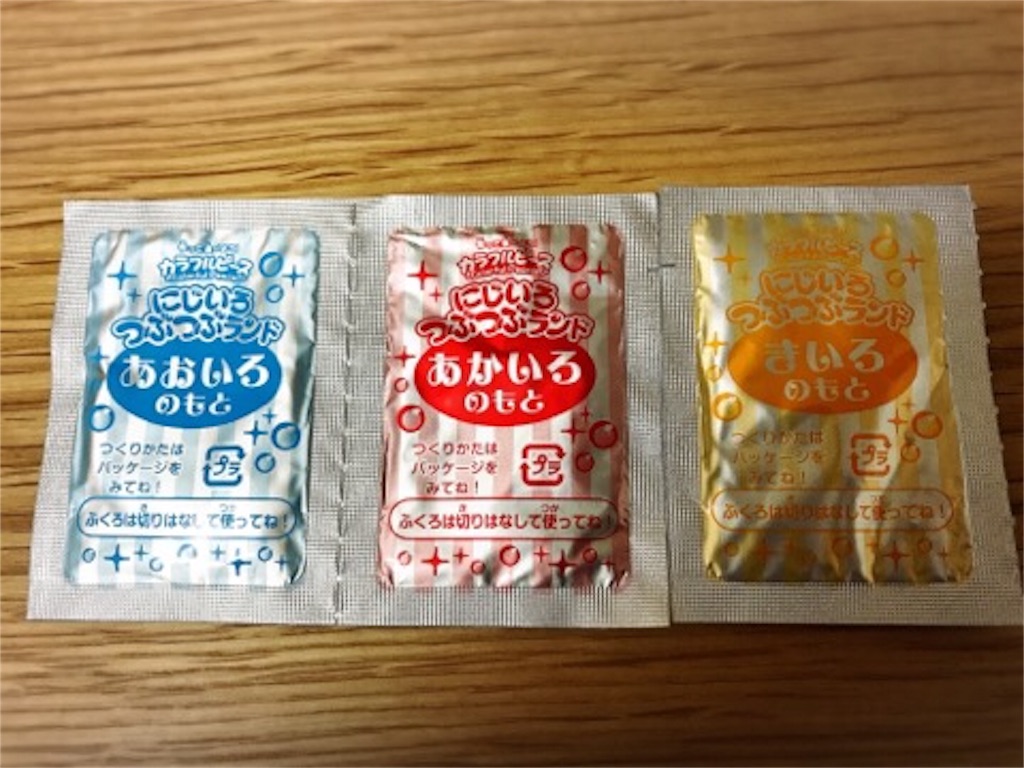 カラフルピース
にじいろ
つぶつぶランド
あおいろ
のもと
つくりかたは
パッケージを
みてね!
プラ
ふくろは切りはなして使ってね!
カラフルピース
にじいろ
つぶつぶランド
あかいろ
のもと
つくりかたは
パッケージを
みてね!
プラ
ふくろは切りはなして使ってね!
カラフルピース
にじいろ
つぶつぶランド
きいろ
のもと
つくりかたは
パッケージを
みてね!
プラ
ふくろは切りはなして使ってね!